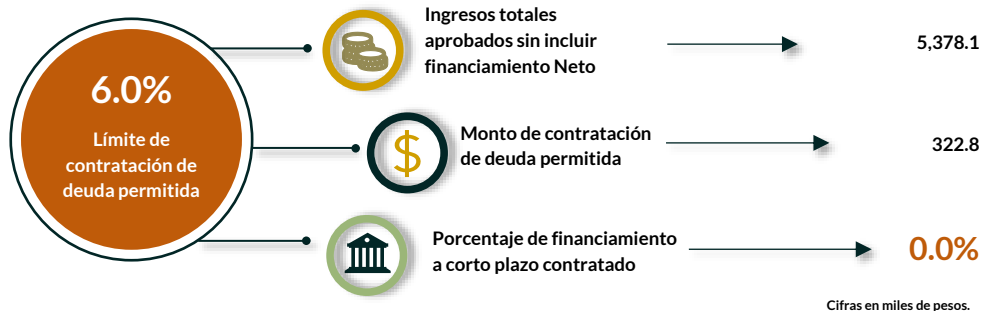 6.0%
Límite de
contratación de
deuda permitida
Ingresos totales
aprobados sin incluir
financiamiento Neto
5,378.1
$
Monto de contratación
de deuda permitida
322.8
Porcentaje de financiamiento
a corto plazo contratado
0.0%
Cifras en miles de pesos.